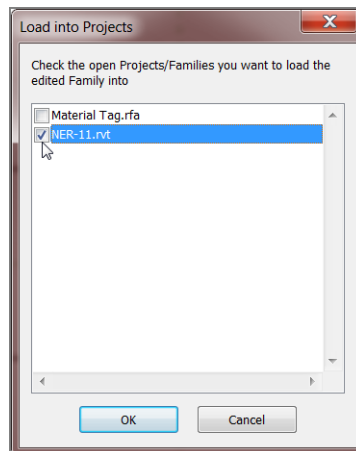 Load into Projects
Check the open Projects/Families you want to load the
edited Family into
Material Tag.rfa
NER-11.rvt
OK
Cancel